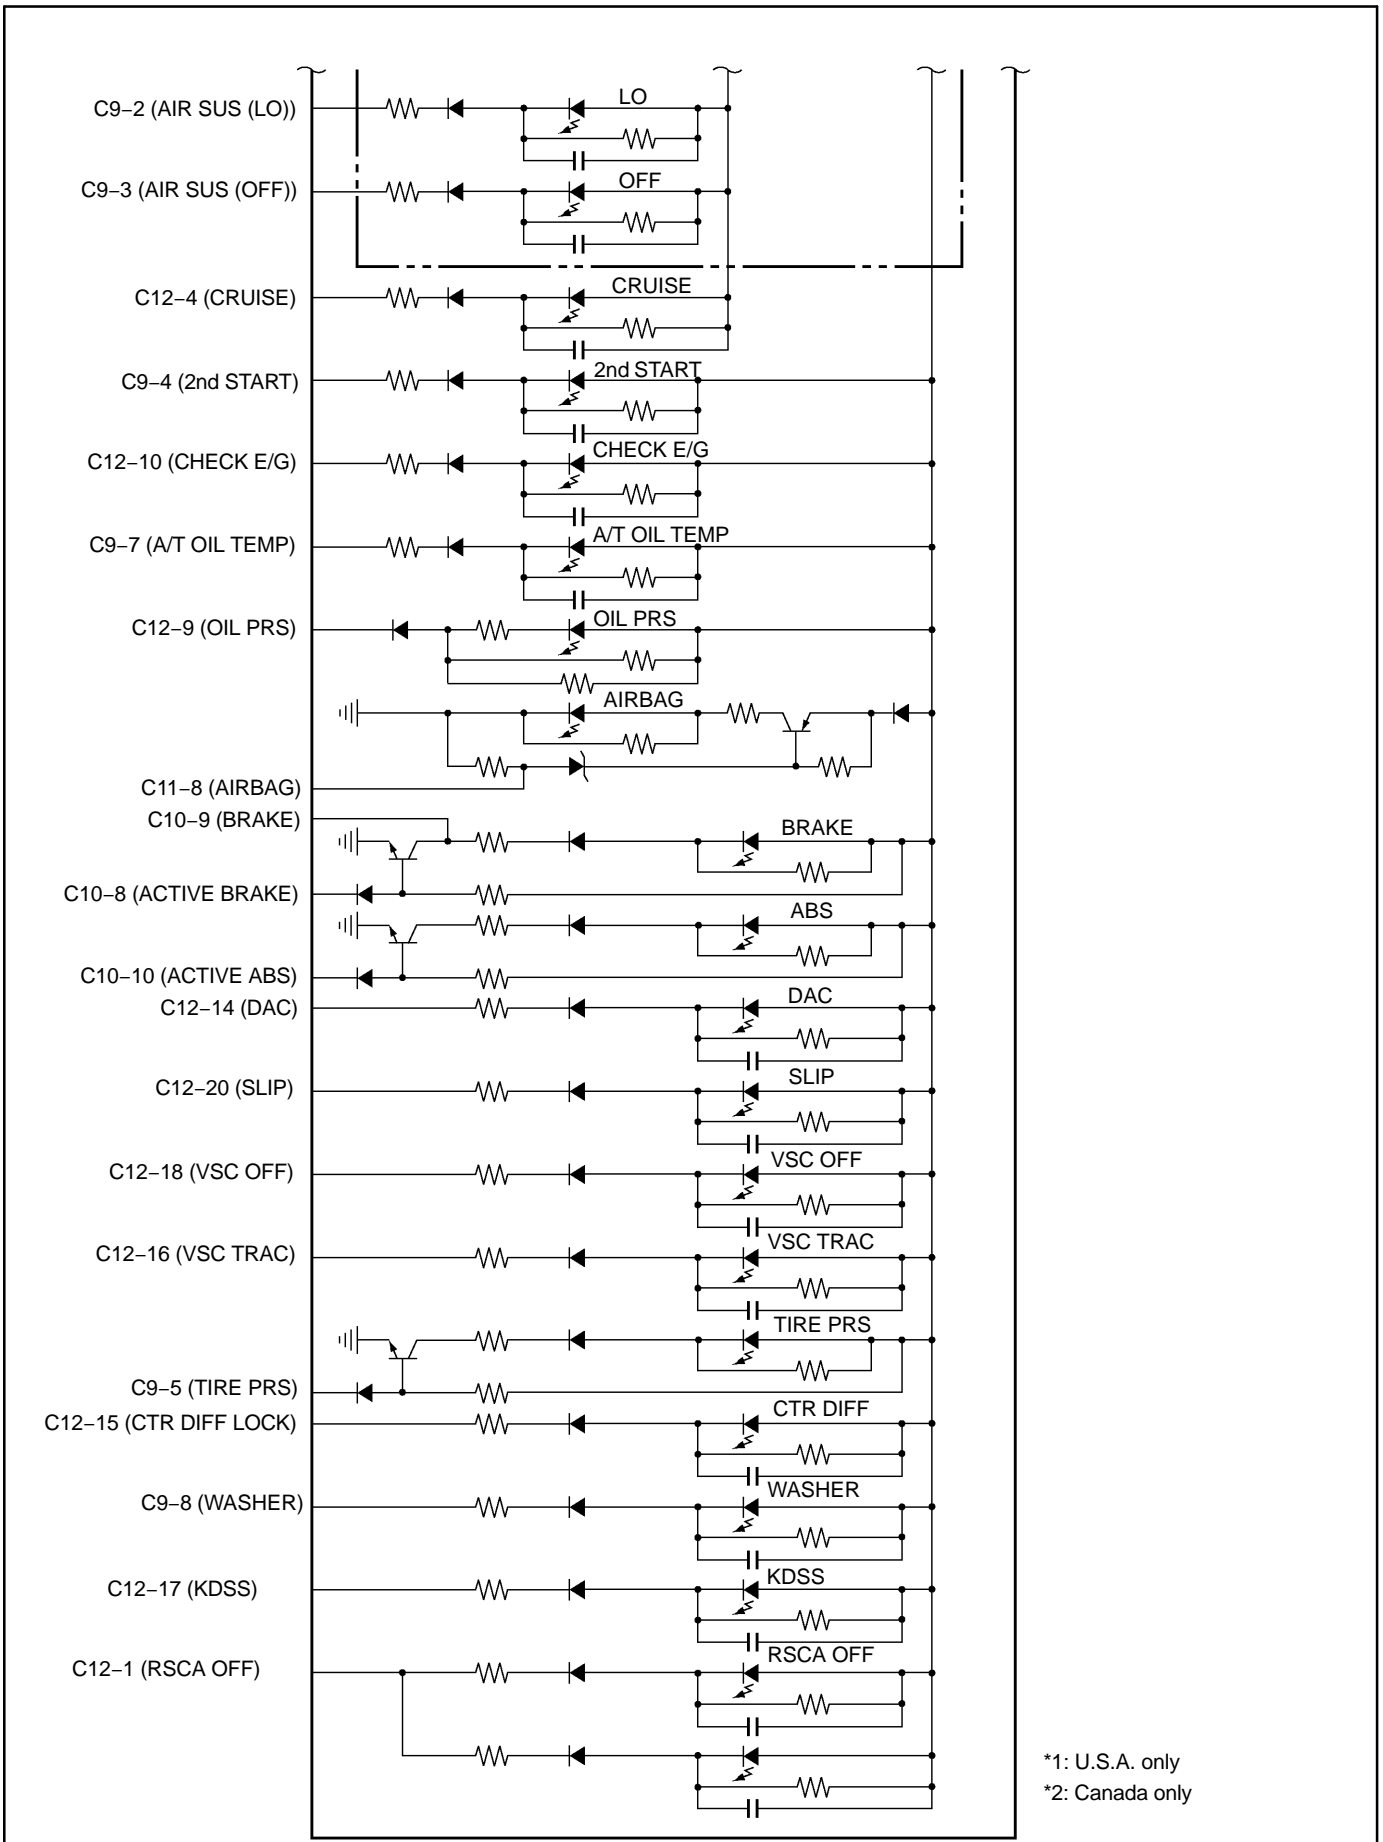 C9−2 (AIR SUS (LO))
LO
C9−3 (AIR SUS (OFF))
OFF
C12−4 (CRUISE)
CRUISE
C9−4 (2nd START)
2nd START
C12−10 (CHECK E/G)
CHECK E/G
C9−7 (A/T OIL TEMP)
A/T OIL TEMP
C12−9 (OIL PRS)
OIL PRS
AIRBAG
C11−8 (AIRBAG)
C10−9 (BRAKE)
BRAKE
C10−8 (ACTIVE BRAKE)
ABS
C10−10 (ACTIVE ABS)
C12−14 (DAC)
DAC
C12−20 (SLIP)
SLIP
C12−18 (VSC OFF)
VSC OFF
C12−16 (VSC TRAC)
VSC TRAC
TIRE PRS
C9−5 (TIRE PRS)
C12−15 (CTR DIFF LOCK)
CTR DIFF
C9−8 (WASHER)
WASHER
C12−17 (KDSS)
KDSS
C12−1 (RSCA OFF)
RSCA OFF
*1: U.S.A. only
*2: Canada only